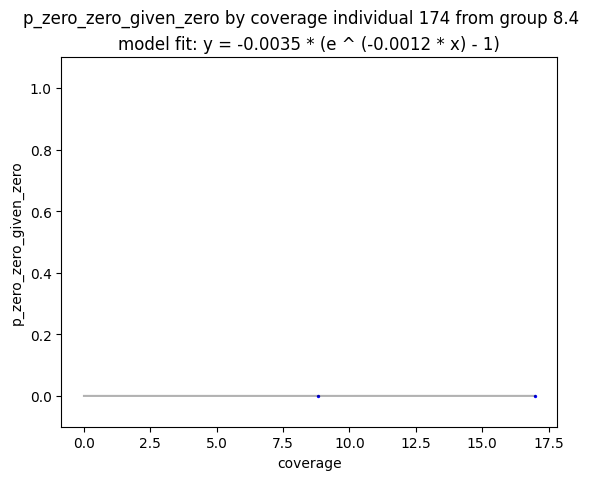 p_zero_zero_given_zero by coverage individual 174 from group 8.4
model fit: y = -0.0035 * (e ^ (-0.0012 * x) - 1)
1.0
0.8
0.6
0.4
0.2
0.0
p_zero_zero_given_zero
0.0 2.5 5.0 7.5 10.0 12.5 15.0 17.5
coverage